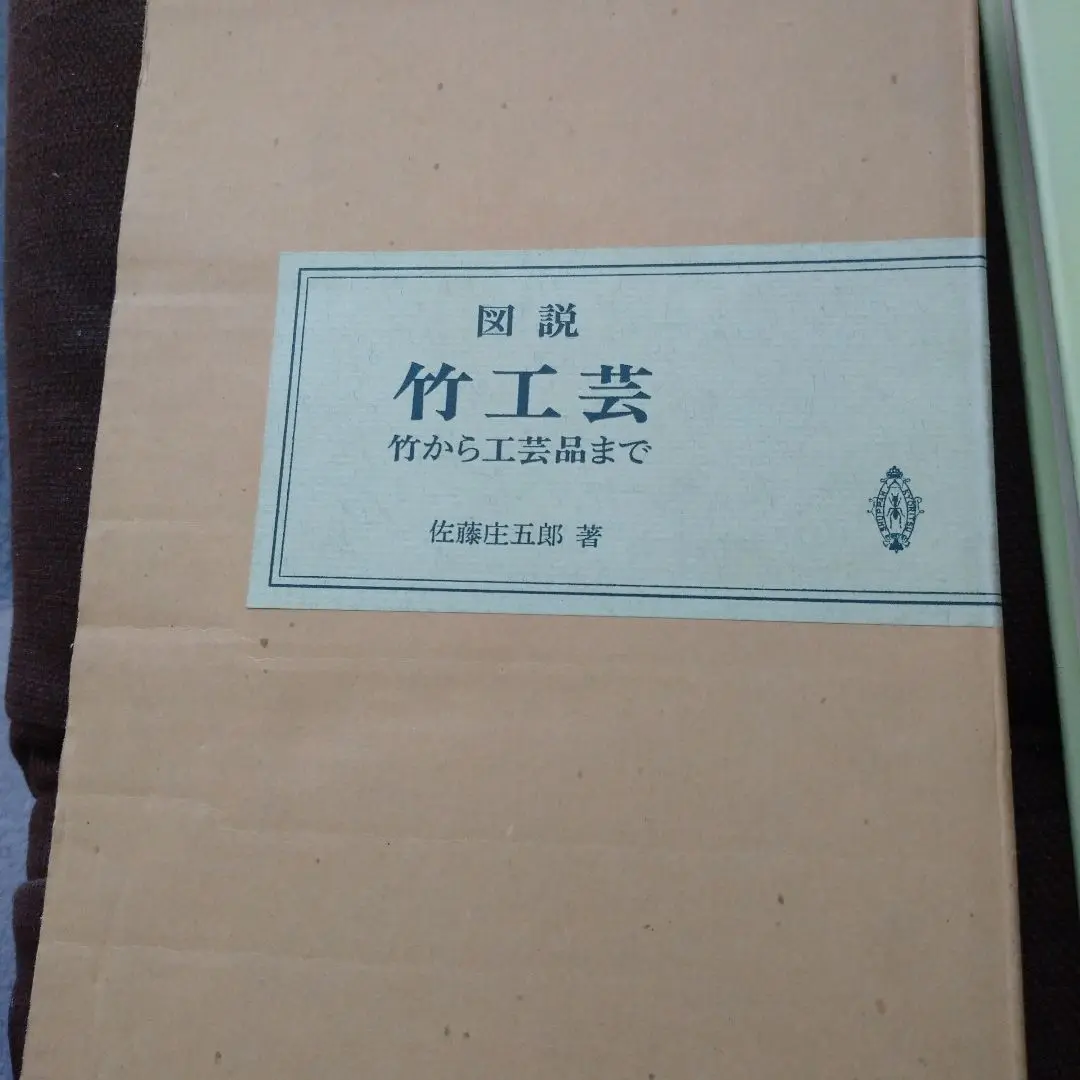 図説
竹工芸
竹から工芸品まで
佐藤庄五郎 著